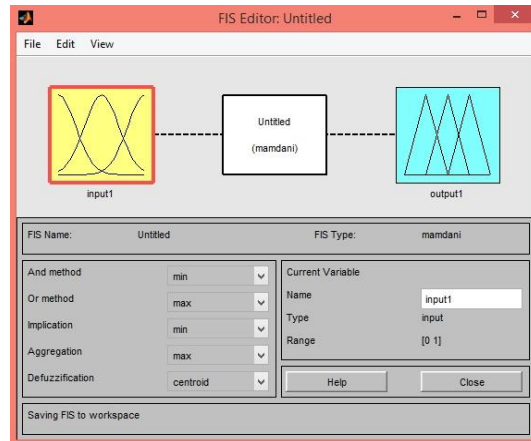 FIS Editor: Untitled
File Edit View
Untitled
(mamdani)
input1
output1
FIS Name: Untitled FIS Type: mamdani
And method min
Or method max
Implication min
Aggregation max
Defuzzification centroid
Current Variable
Name input1
Type input
Range [0 1]
Help Close
Saving FIS to workspace